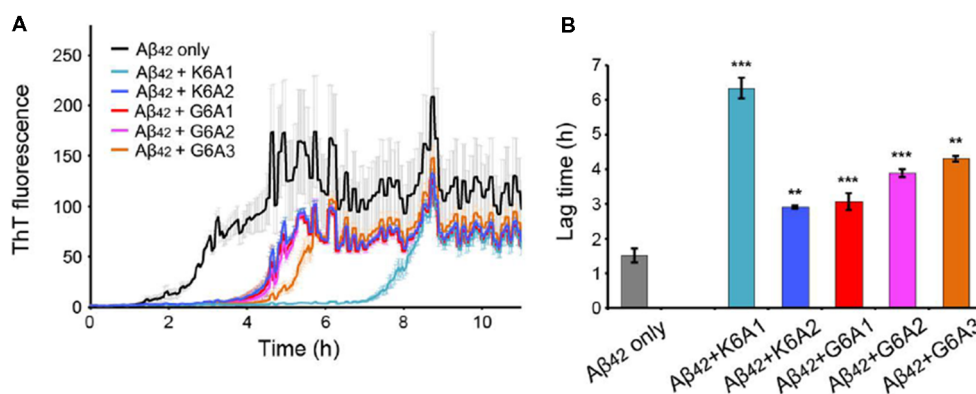 A
ThT fluorescence
250
200
150
100
50
0
Aβ42 only
Aβ42 + K6A1
Aβ42 + K6A2
Aβ42 + G6A1
Aβ42 + G6A2
Aβ42 + G6A3
0 2 4 6 8 10
Time (h)
B
Lag time (h)
7
6
5
4
3
2
1
0
***
**
***
***
**
Aβ42 only
Aβ42+K6A1
Aβ42+K6A2
Aβ42+G6A1
Aβ42+G6A2
Aβ42+G6A3